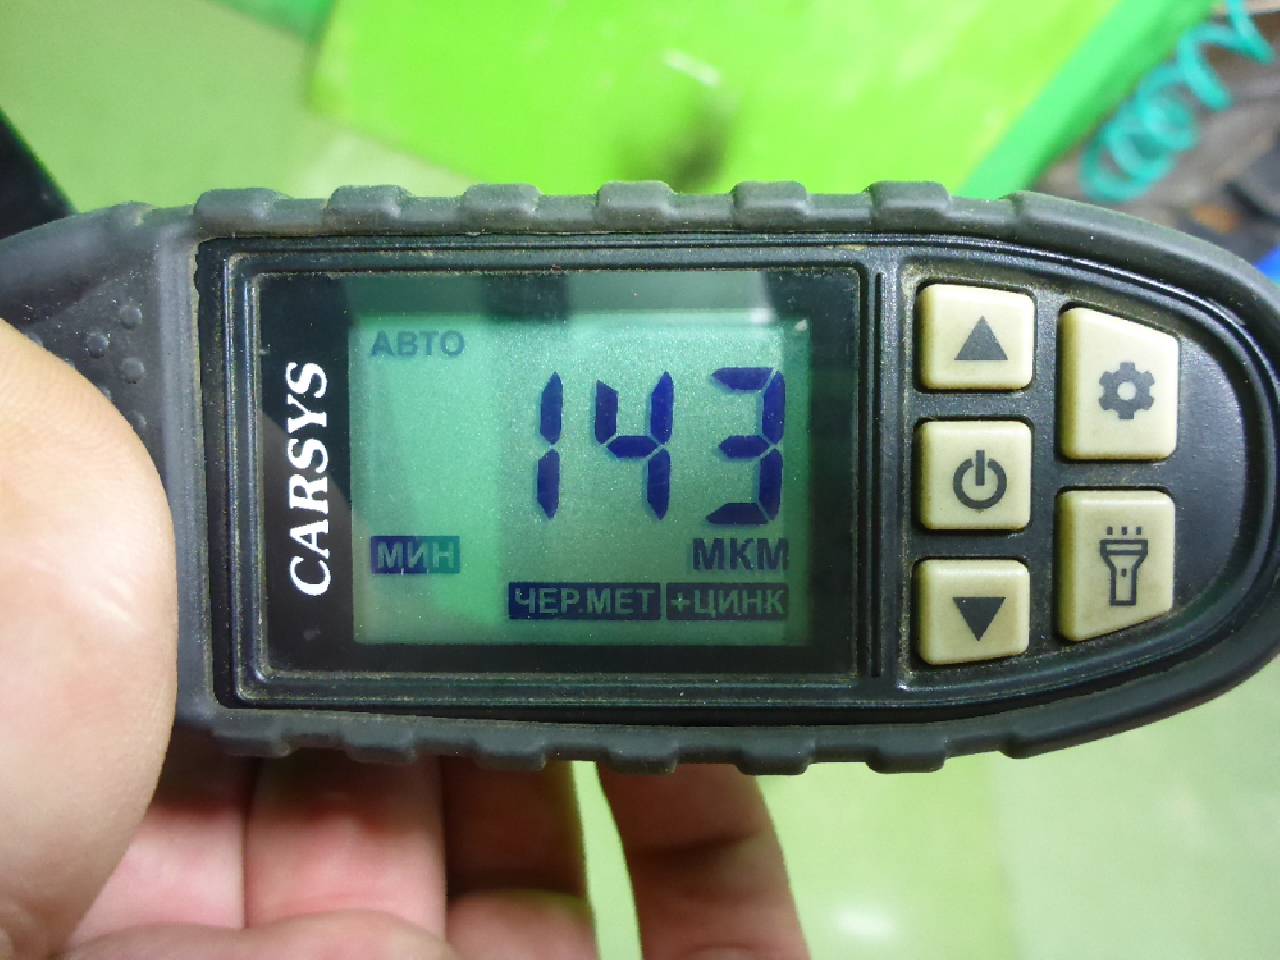 CARSYS
АВТО
143
МИН
МКМ
ЧЕР.МЕТ +ЦИНК